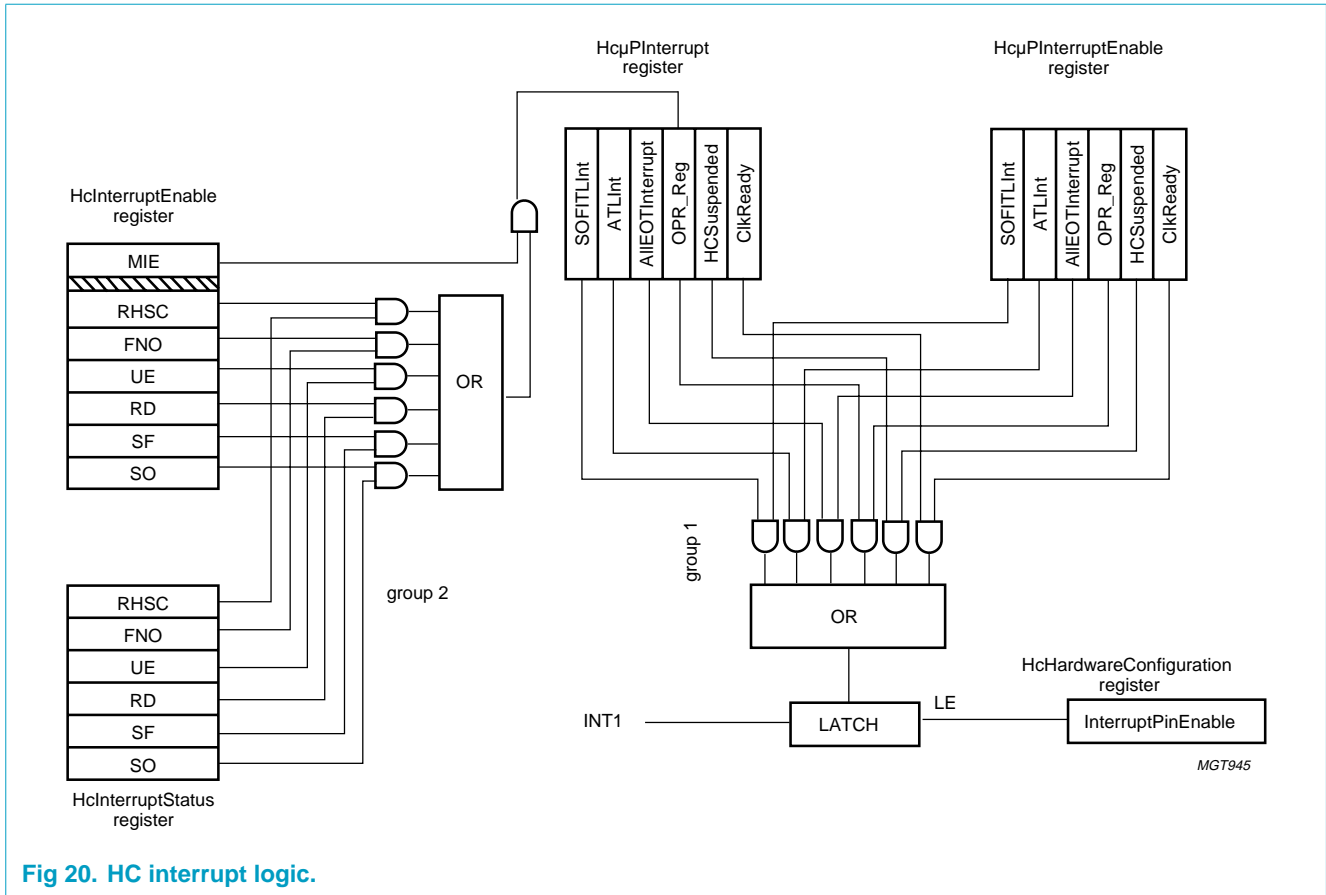 HcµPInterrupt
register
HcµPInterruptEnable
register
SOFITLInt
ATLInt
AllEOTInterrupt
OPR_Reg
HCSuspended
ClkReady
SOFITLInt
ATLInt
AllEOTInterrupt
OPR_Reg
HCSuspended
ClkReady
HcInterruptEnable
register
MIE
RHSC
FNO
UE
RD
SF
SO
OR
group 2
group 1
RHSC
FNO
UE
RD
SF
SO
HcInterruptStatus
register
OR
HcHardwareConfiguration
register
INT1
LATCH
LE
InterruptPinEnable
MGT945
Fig 20. HC interrupt logic.